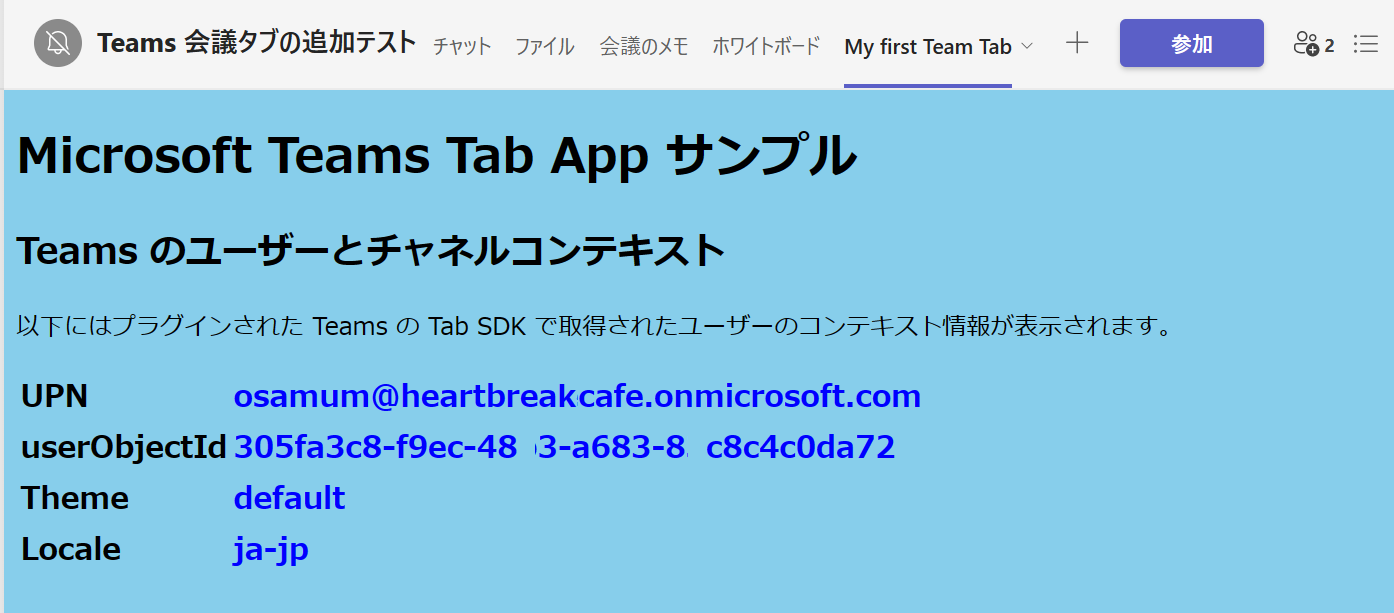 Teams 会議タブの追加テスト チャット ファイル 会議のメモ ホワイトボード My first Team Tab 参加 2
Microsoft Teams Tab App サンプル
Teams のユーザーとチャネルコンテキスト
以下にはプラグインされた Teams の Tab SDK で取得されたユーザーのコンテキスト情報が表示されます。
UPN osamum@heartbreakcafe.onmicrosoft.com
userObjectId 305fa3c8-f9ec-48 3-a683-8 c8c4c0da72
Theme default
Locale ja-jp